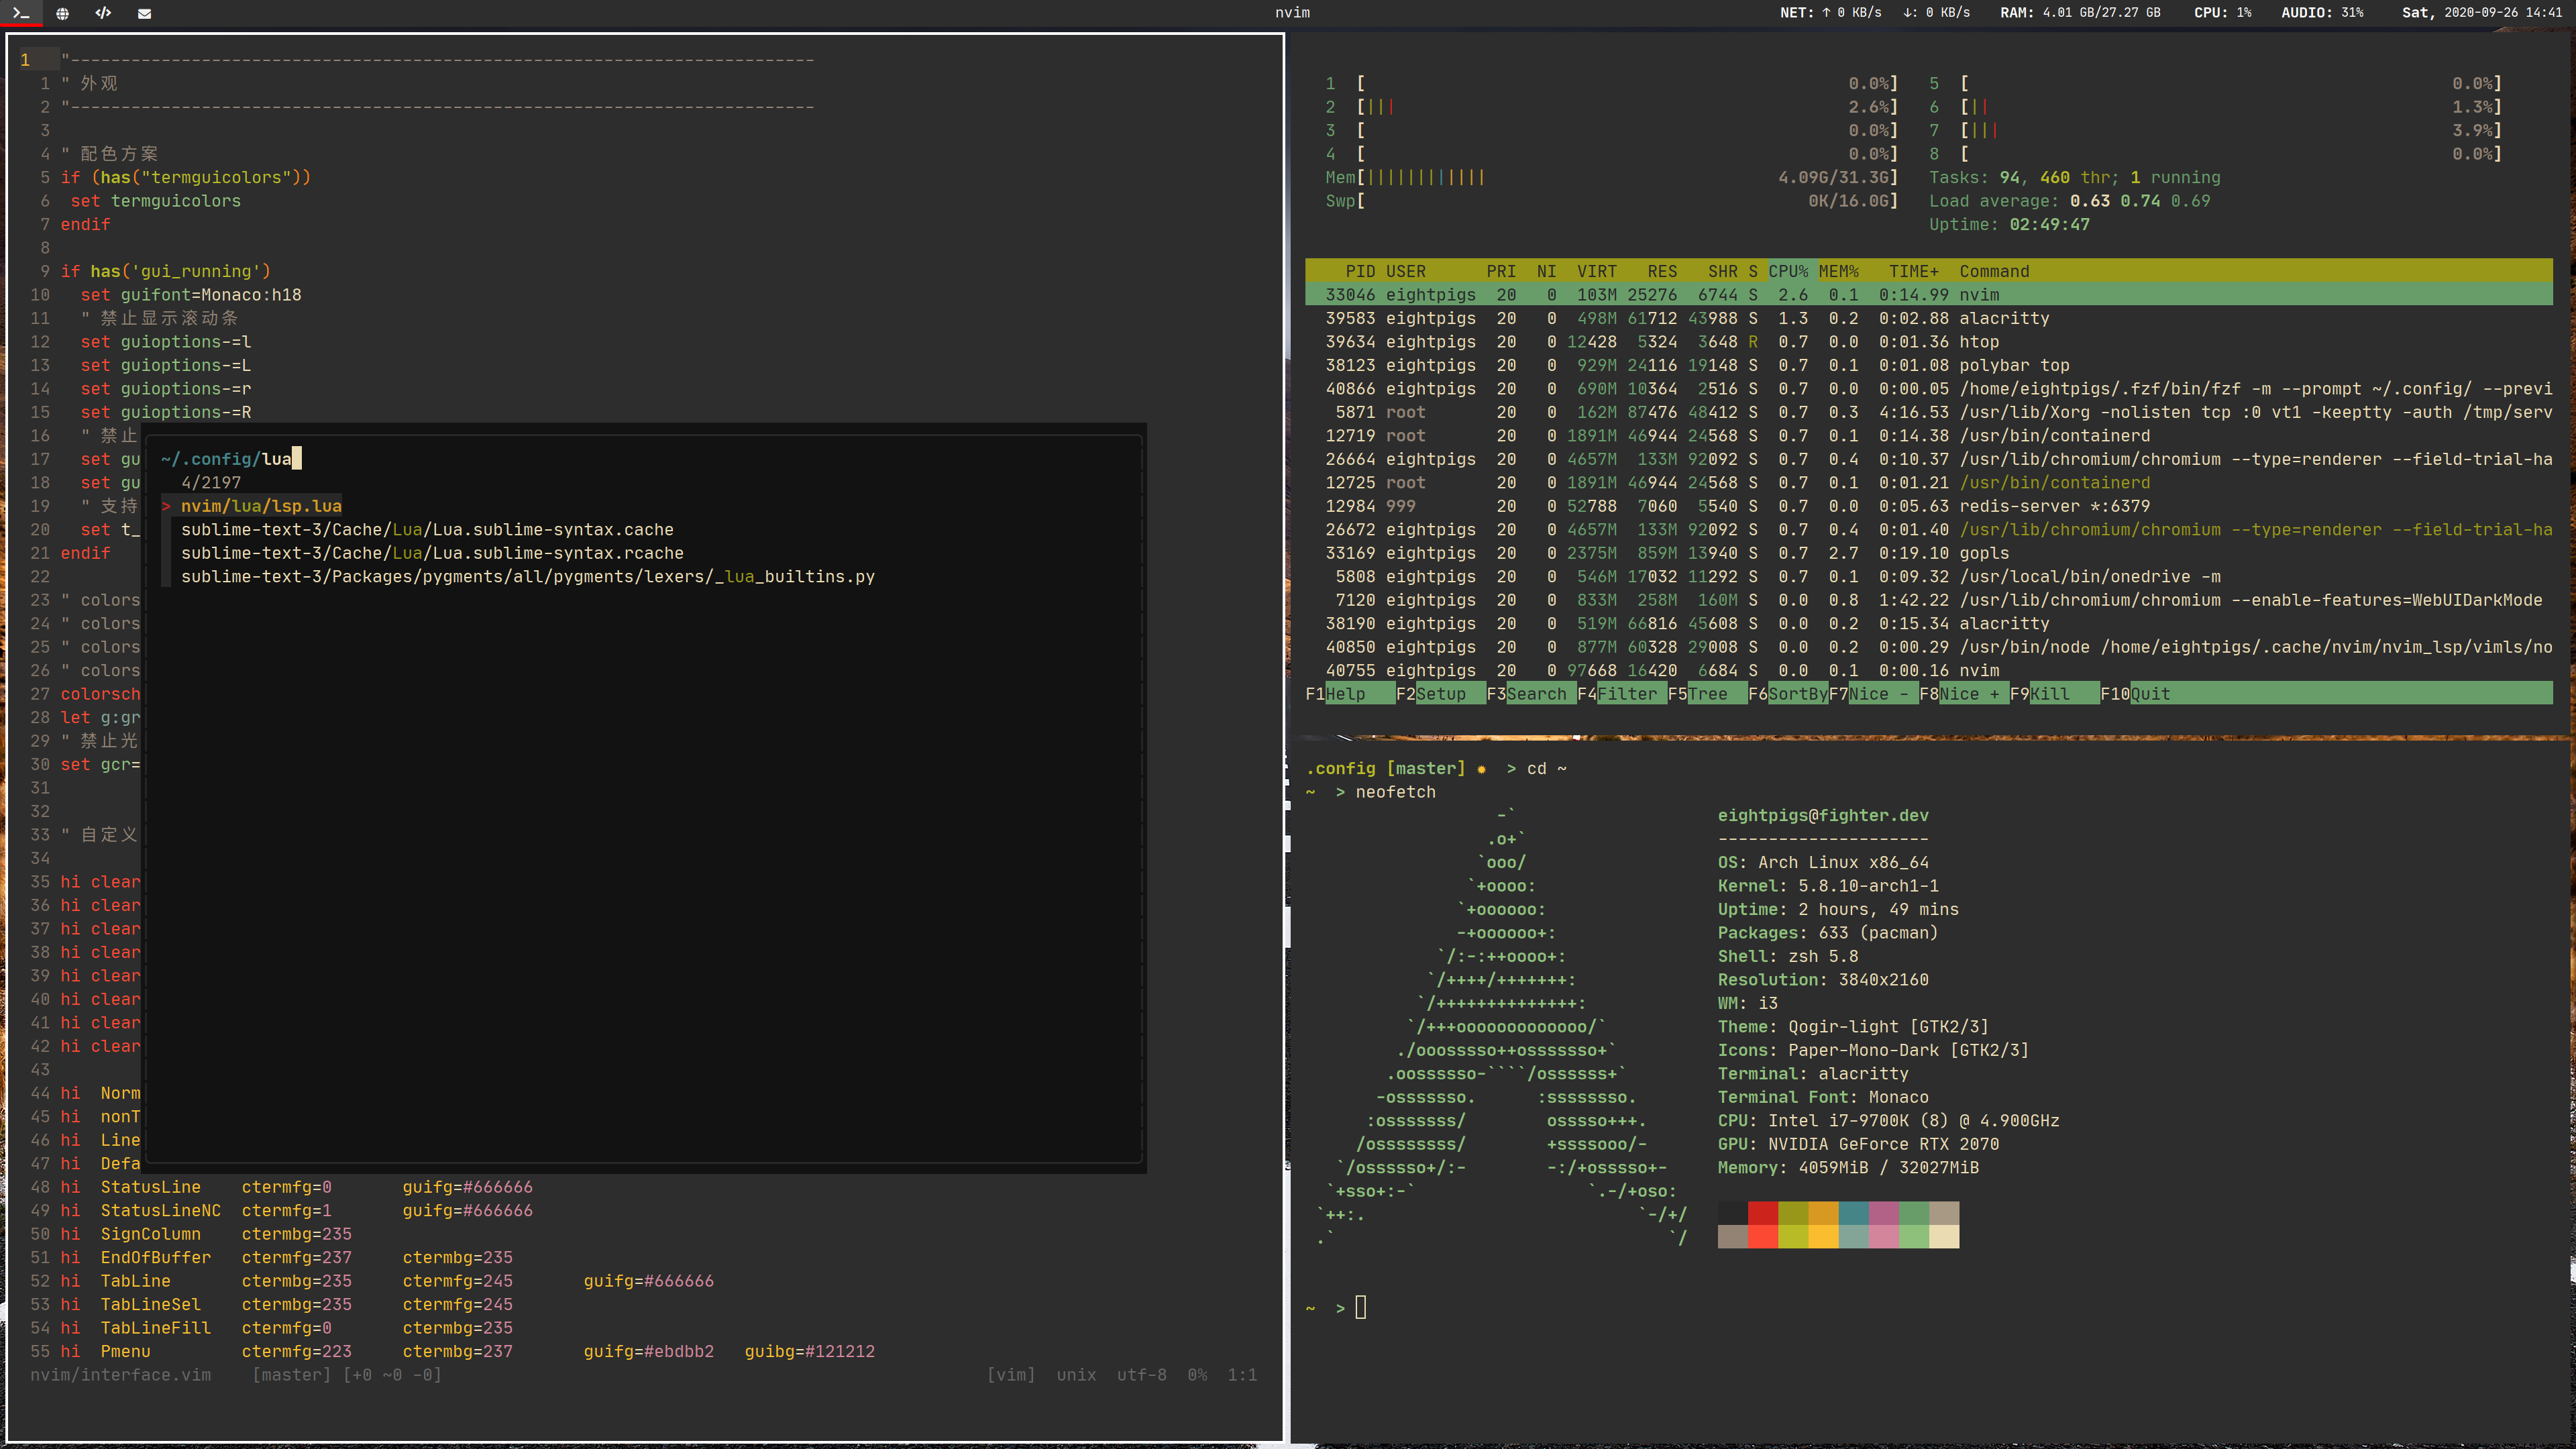 nvim
NET: ↑ 0 KB/s ↓: 0 KB/s RAM: 4.01 GB/27.27 GB CPU: 1% AUDIO: 31% Sat, 2020-09-26 14:41
1 "--------------------------------------------------------------------------
1 " 外观
2 "--------------------------------------------------------------------------
3
4 " 配色方案
5 if (has("termguicolors"))
6 set termguicolors
7 endif
8
9 if has('gui_running')
10 set guifont=Monaco:h18
11 " 禁止显示滚动条
12 set guioptions-=l
13 set guioptions-=L
14 set guioptions-=r
15 set guioptions-=R
16 " 禁止
17 set gu
18 set gu
19 " 支持
20 set t_
21 endif
22
23 " colors
24 " colors
25 " colors
26 " colors
27 colorsch
28 let g:gr
29 " 禁止光
30 set gcr=
31
32
33 " 自定义
34
35 hi clear
36 hi clear
37 hi clear
38 hi clear
39 hi clear
40 hi clear
41 hi clear
42 hi clear
43
44 hi Norm
45 hi nonT
46 hi Line
47 hi Defa
48 hi StatusLine ctermfg=0 guifg=#666666
49 hi StatusLineNC ctermfg=1 guifg=#666666
50 hi SignColumn ctermbg=235
51 hi EndOfBuffer ctermfg=237 ctermbg=235
52 hi TabLine ctermbg=235 ctermfg=245 guifg=#666666
53 hi TabLineSel ctermbg=235 ctermfg=245
54 hi TabLineFill ctermfg=0 ctermbg=235
55 hi Pmenu ctermfg=223 ctermbg=237 guifg=#ebdbb2 guibg=#121212
nvim/interface.vim [master] [+0 ~0 -0] [vim] unix utf-8 0% 1:1
~/.config/lua
4/2197
> nvim/lua/lsp.lua
sublime-text-3/Cache/Lua/Lua.sublime-syntax.cache
sublime-text-3/Cache/Lua/Lua.sublime-syntax.rcache
sublime-text-3/Packages/pygments/all/pygments/lexers/_lua_builtins.py
1 [ 0.0%] 5 [ 0.0%]
2 [||| 2.6%] 6 [|| 1.3%]
3 [ 0.0%] 7 [||| 3.9%]
4 [ 0.0%] 8 [ 0.0%]
Mem[|||||||||||| 4.09G/31.3G] Tasks: 94, 460 thr; 1 running
Swp[ 0K/16.0G] Load average: 0.63 0.74 0.69
Uptime: 02:49:47
PID USER PRI NI VIRT RES SHR S CPU% MEM% TIME+ Command
33046 eightpigs 20 0 103M 25276 6744 S 2.6 0.1 0:14.99 nvim
39583 eightpigs 20 0 498M 61712 43988 S 1.3 0.2 0:02.88 alacritty
39634 eightpigs 20 0 12428 5324 3648 R 0.7 0.0 0:01.36 htop
38123 eightpigs 20 0 929M 24116 19148 S 0.7 0.1 0:01.08 polybar top
40866 eightpigs 20 0 690M 10364 2516 S 0.7 0.0 0:00.05 /home/eightpigs/.fzf/bin/fzf -m --prompt ~/.config/ --previ
5871 root 20 0 162M 87476 48412 S 0.7 0.3 4:16.53 /usr/lib/Xorg -nolisten tcp :0 vt1 -keeptty -auth /tmp/serv
12719 root 20 0 1891M 46944 24568 S 0.7 0.1 0:14.38 /usr/bin/containerd
26664 eightpigs 20 0 4657M 133M 92092 S 0.7 0.4 0:10.37 /usr/lib/chromium/chromium --type=renderer --field-trial-ha
12725 root 20 0 1891M 46944 24568 S 0.7 0.1 0:01.21 /usr/bin/containerd
12984 999 20 0 52788 7060 5540 S 0.7 0.0 0:05.63 redis-server *:6379
26672 eightpigs 20 0 4657M 133M 92092 S 0.7 0.4 0:01.40 /usr/lib/chromium/chromium --type=renderer --field-trial-ha
33169 eightpigs 20 0 2375M 859M 13940 S 0.7 2.7 0:19.10 gopls
5808 eightpigs 20 0 546M 17032 11292 S 0.7 0.1 0:09.32 /usr/local/bin/onedrive -m
7120 eightpigs 20 0 833M 258M 160M S 0.0 0.8 1:42.22 /usr/lib/chromium/chromium --enable-features=WebUIDarkMode
38190 eightpigs 20 0 519M 66816 45608 S 0.0 0.2 0:15.34 alacritty
40850 eightpigs 20 0 877M 60328 29008 S 0.0 0.2 0:00.29 /usr/bin/node /home/eightpigs/.cache/nvim/nvim_lsp/vimls/no
40755 eightpigs 20 0 97668 16420 6684 S 0.0 0.1 0:00.16 nvim
F1Help F2Setup F3Search F4Filter F5Tree F6SortByF7Nice - F8Nice + F9Kill F10Quit
.config [master] > cd ~
~ > neofetch
-` eightpigs@fighter.dev
.o+` ---------------------
`ooo/ OS: Arch Linux x86_64
`+oooo: Kernel: 5.8.10-arch1-1
`+oooooo: Uptime: 2 hours, 49 mins
-+oooooo+: Packages: 633 (pacman)
`/:-:++oooo+: Shell: zsh 5.8
`/++++/+++++++: Resolution: 3840x2160
`/++++++++++++++: WM: i3
`/+++ooooooooooooo/` Theme: Qogir-light [GTK2/3]
./ooosssso++osssssso+` Icons: Paper-Mono-Dark [GTK2/3]
.oossssso-````/ossssss+` Terminal: alacritty
-osssssso. :ssssssso. Terminal Font: Monaco
:osssssss/ osssso+++. CPU: Intel i7-9700K (8) @ 4.900GHz
/ossssssss/ +ssssooo/- GPU: NVIDIA GeForce RTX 2070
`/ossssso+/:- -:/+osssso+- Memory: 4059MiB / 32027MiB
`+sso+:-` `.-/+oso:
`++:. `-/+/
.` `/
~ >